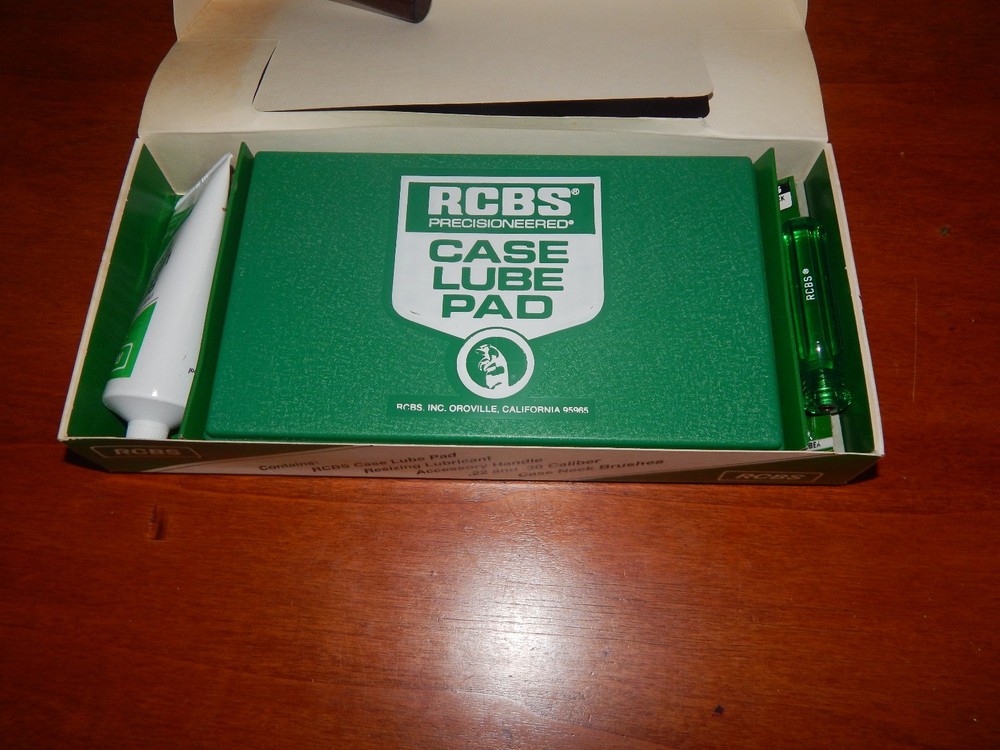 RCBS®
PRECISIONEERED®
CASE
LUBE
PAD
RCBS, INC. OROVILLE, CALIFORNIA 95965
RCBS®
RCBS
Contains:
RCBS Case Lube Pad
Resizing Lubricant
Accessory Handle
.22 and .30 Caliber
Case Neck Brushes
RCBS